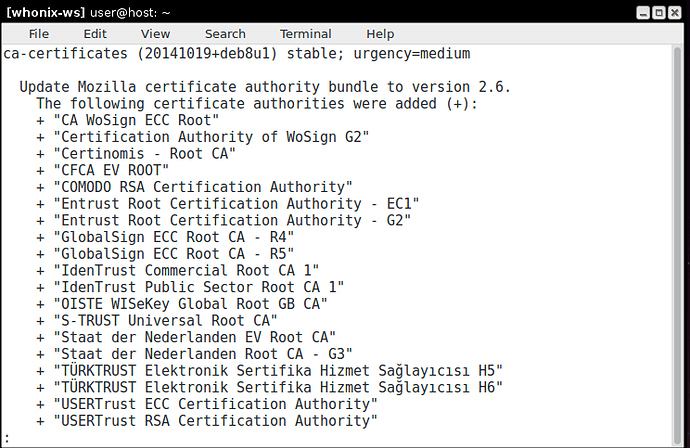 [whonix-ws] user@host: ~
File Edit View Search Terminal Help
ca-certificates (20141019+deb8u1) stable; urgency=medium
Update Mozilla certificate authority bundle to version 2.6.
The following certificate authorities were added (+):
+ "CA WoSign ECC Root"
+ "Certification Authority of WoSign G2"
+ "Certinomis - Root CA"
+ "CFCA EV ROOT"
+ "COMODO RSA Certification Authority"
+ "Entrust Root Certification Authority - EC1"
+ "Entrust Root Certification Authority - G2"
+ "GlobalSign ECC Root CA - R4"
+ "GlobalSign ECC Root CA - R5"
+ "IdenTrust Commercial Root CA 1"
+ "IdenTrust Public Sector Root CA 1"
+ "OISTE WISeKey Global Root GB CA"
+ "S-TRUST Universal Root CA"
+ "Staat der Nederlanden EV Root CA"
+ "Staat der Nederlanden Root CA - G3"
+ "TÜRKTRUST Elektronik Sertifika Hizmet Sağlayıcısı H5"
+ "TÜRKTRUST Elektronik Sertifika Hizmet Sağlayıcısı H6"
+ "USERTrust ECC Certification Authority"
+ "USERTrust RSA Certification Authority"
: